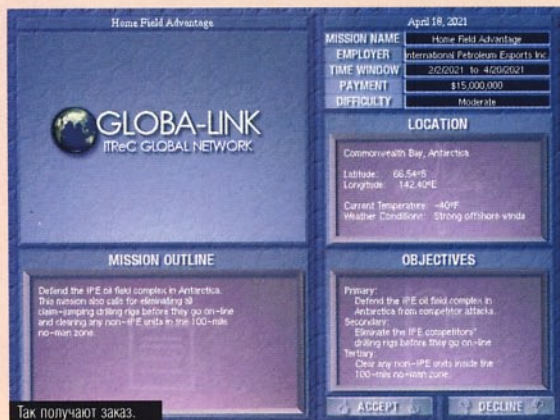 Home Field Advantage
GLOBA-LINK
ITReC GLOBAL NETWORK
MISSION OUTLINE
Defend the IPE oil field complex in Antarctica.
This mission also calls for eliminating all
claim-jumping drilling rigs before they go on-line
and clearing any non-IPE units in the 100-mile
no-man zone.
April 18, 2021
MISSION NAME Home Field Advantage
EMPLOYER International Petroleum Exports Inc
TIME WINDOW 2/2/2021 to 4/20/2021
PAYMENT $15,000,000
DIFFICULTY Moderate
LOCATION
Commonwealth Bay, Antarctica
Latitude: 66.54°S
Longitude: 142.40°E
Current Temperature: -40°F
Weather Conditions: Strong offshore winds
OBJECTIVES
Primary:
Defend the IPE oil field complex in
Antarctica from competitor attacks.
Secondary:
Eliminate the IPE competitors'
drilling rigs before they go on-line
Tertiary:
Clear any non-IPE units inside the
100-mile no-man zone.
ACCEPT
DECLINE
Так получают заказ.